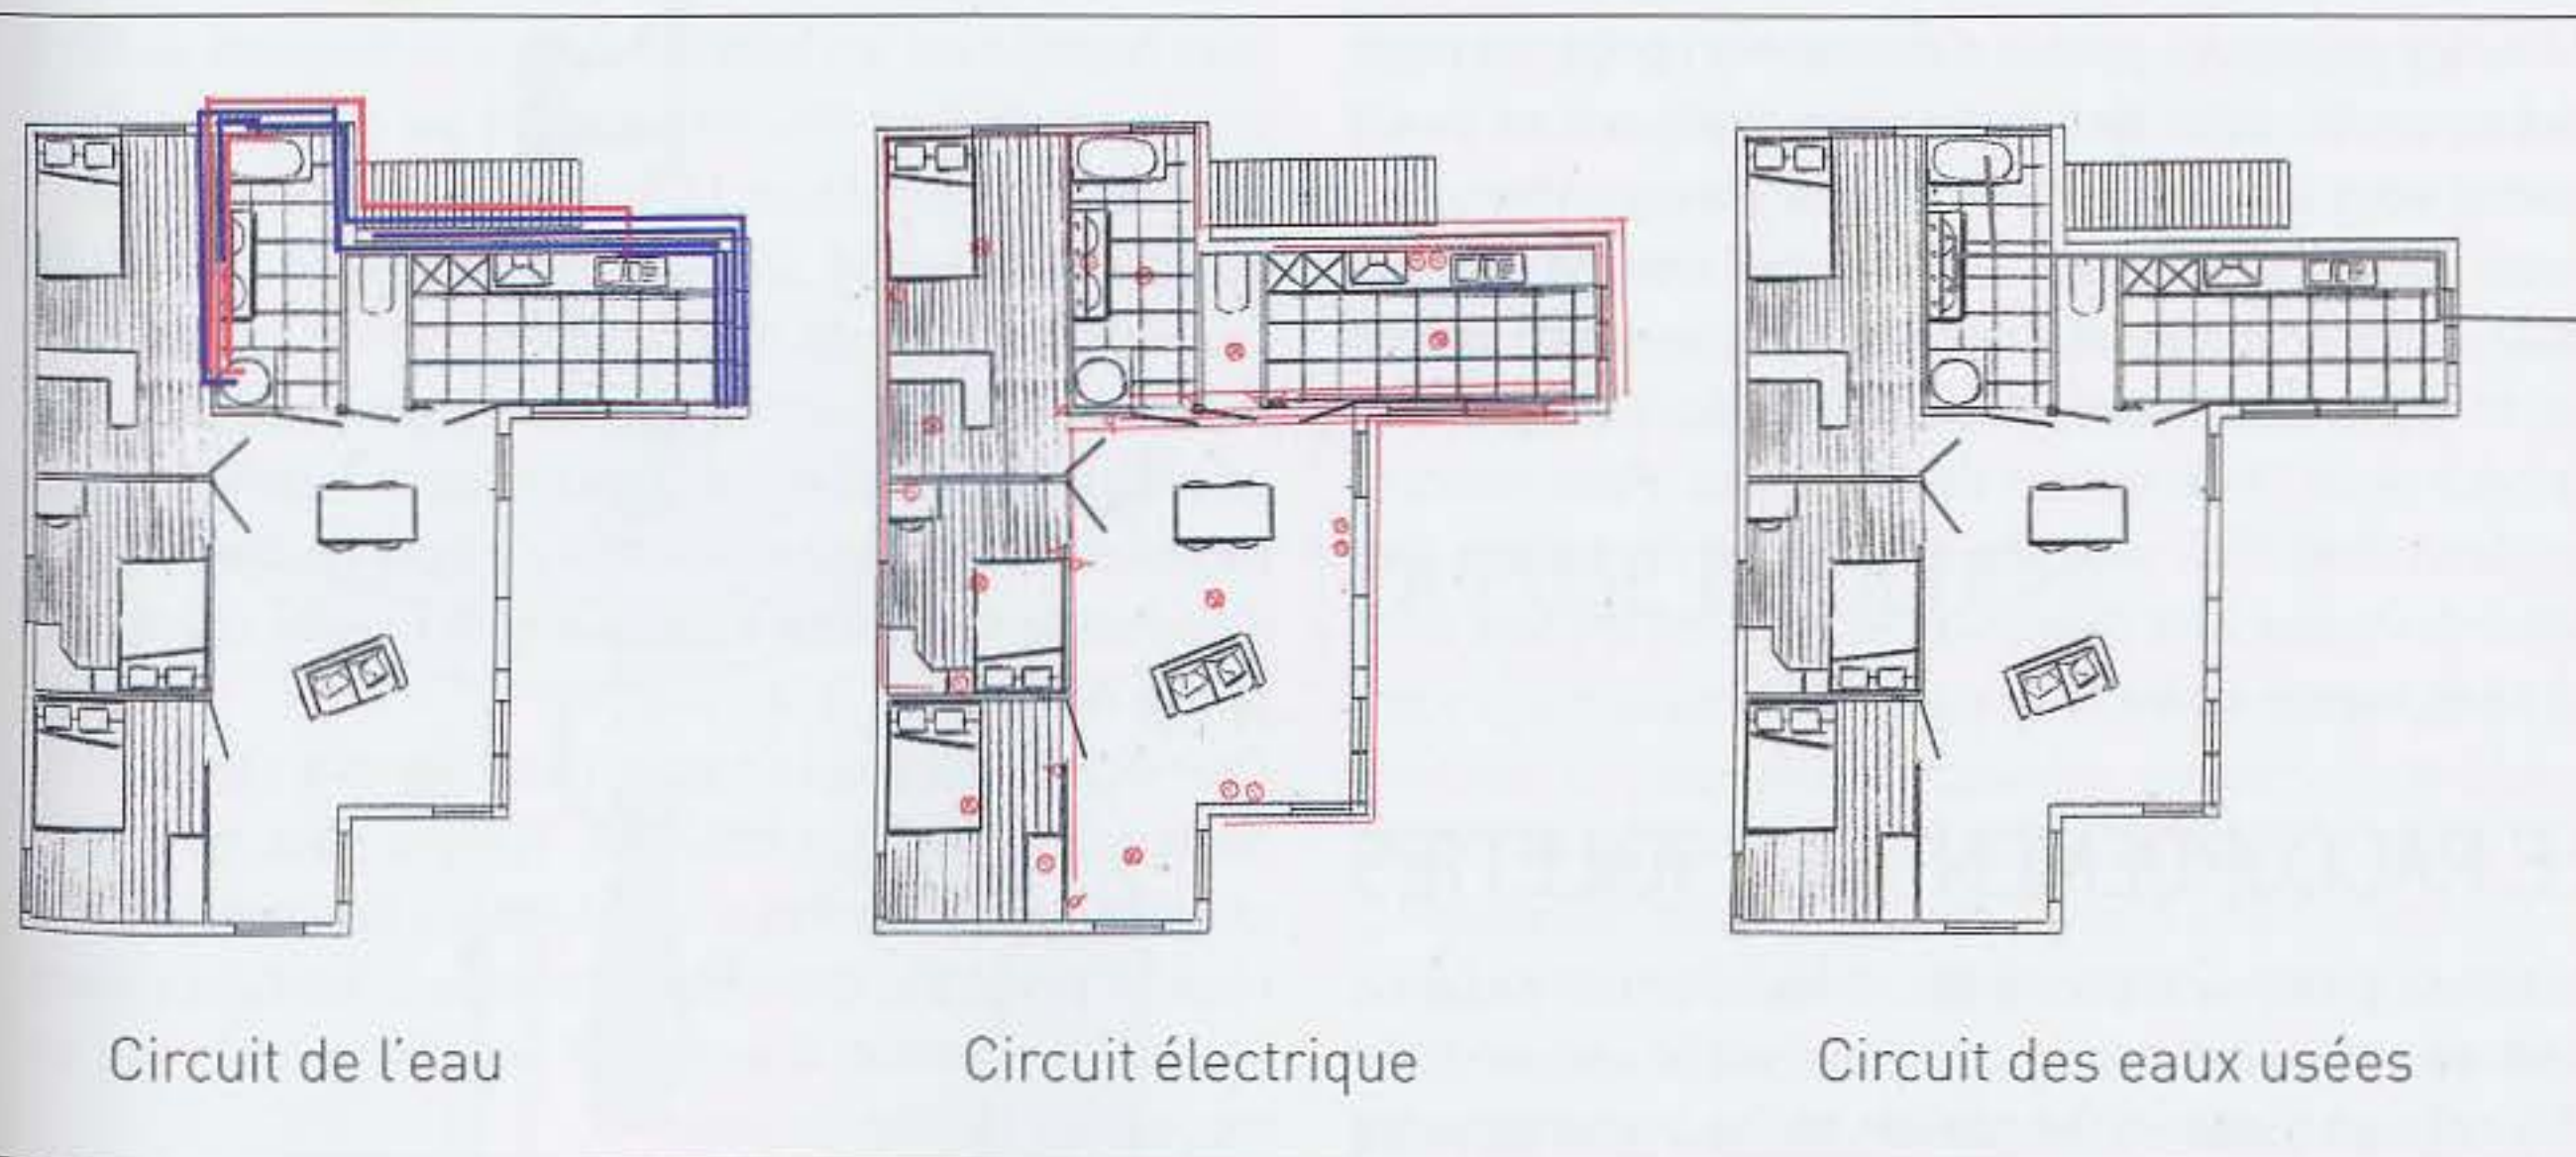 Circuit de l'eau
Circuit électrique
Circuit des eaux usées